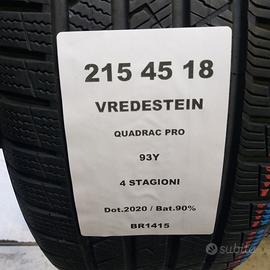 215 45 18
VREDESTEIN
QUADRAC PRO
93Y
4 STAGIONI
Dot.2020 / Bat.90%
BR1415
subito